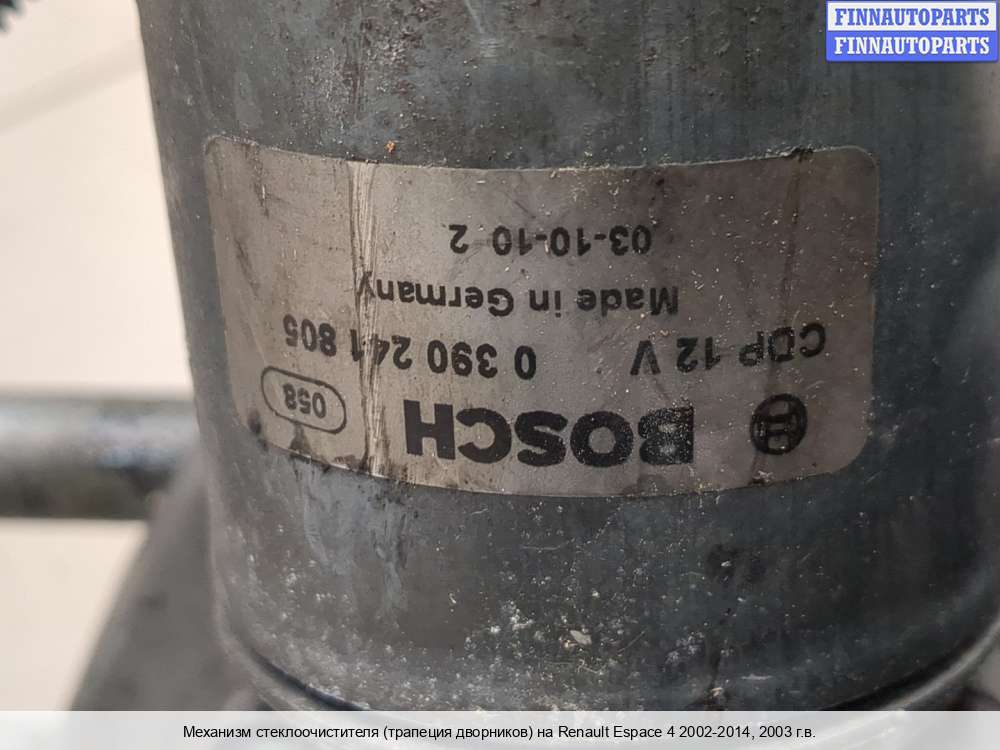 FINNAUTOPARTS
FINNAUTOPARTS
BOSCH 058
CDP 12 V 0 390 241 805
Made in Germany
03-10-10 2
Механизм стеклоочистителя (трапеция дворников) на Renault Espace 4 2002-2014, 2003 г.в.